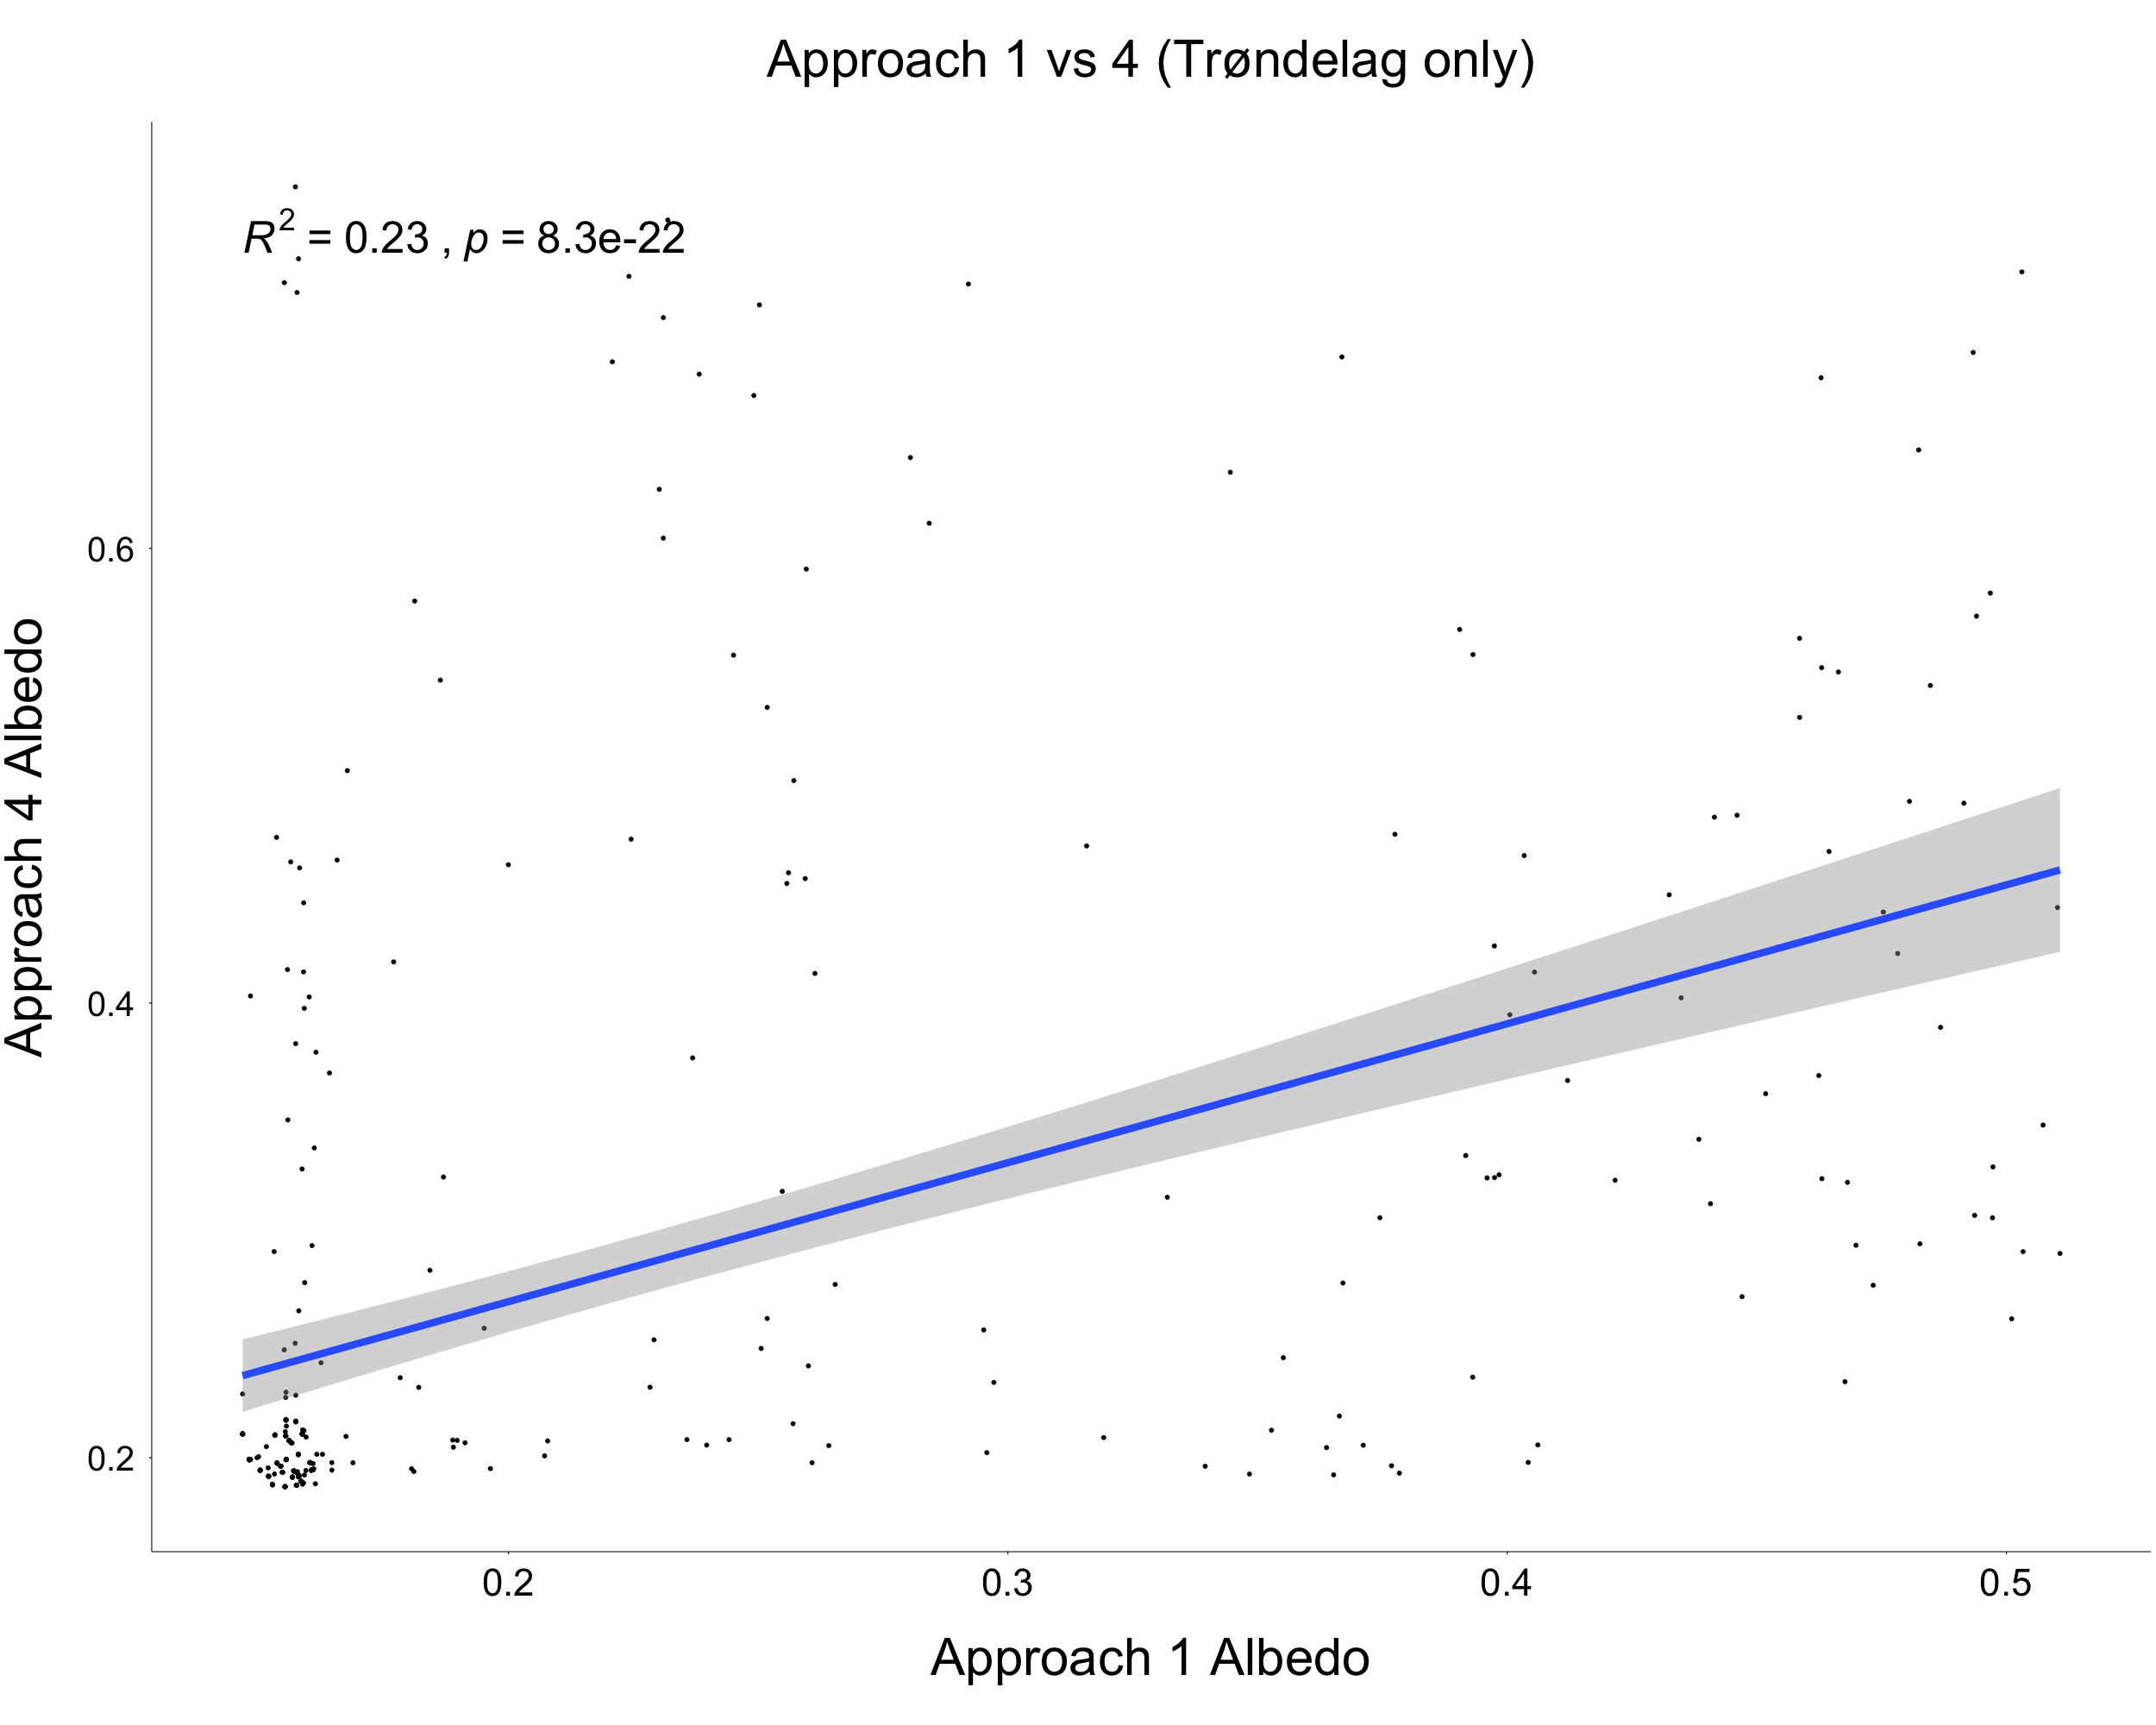 Approach 1 vs 4 (Trøndelag only)
R² = 0.23 , p = 8.3e-22
Approach 4 Albedo
0.6
0.4
0.2
0.2 0.3 0.4 0.5
Approach 1 Albedo